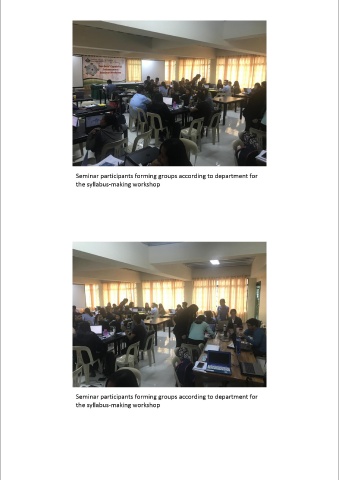 Seminar participants forming groups according to department for
the syllabus-making workshop
Seminar participants forming groups according to department for
the syllabus-making workshop